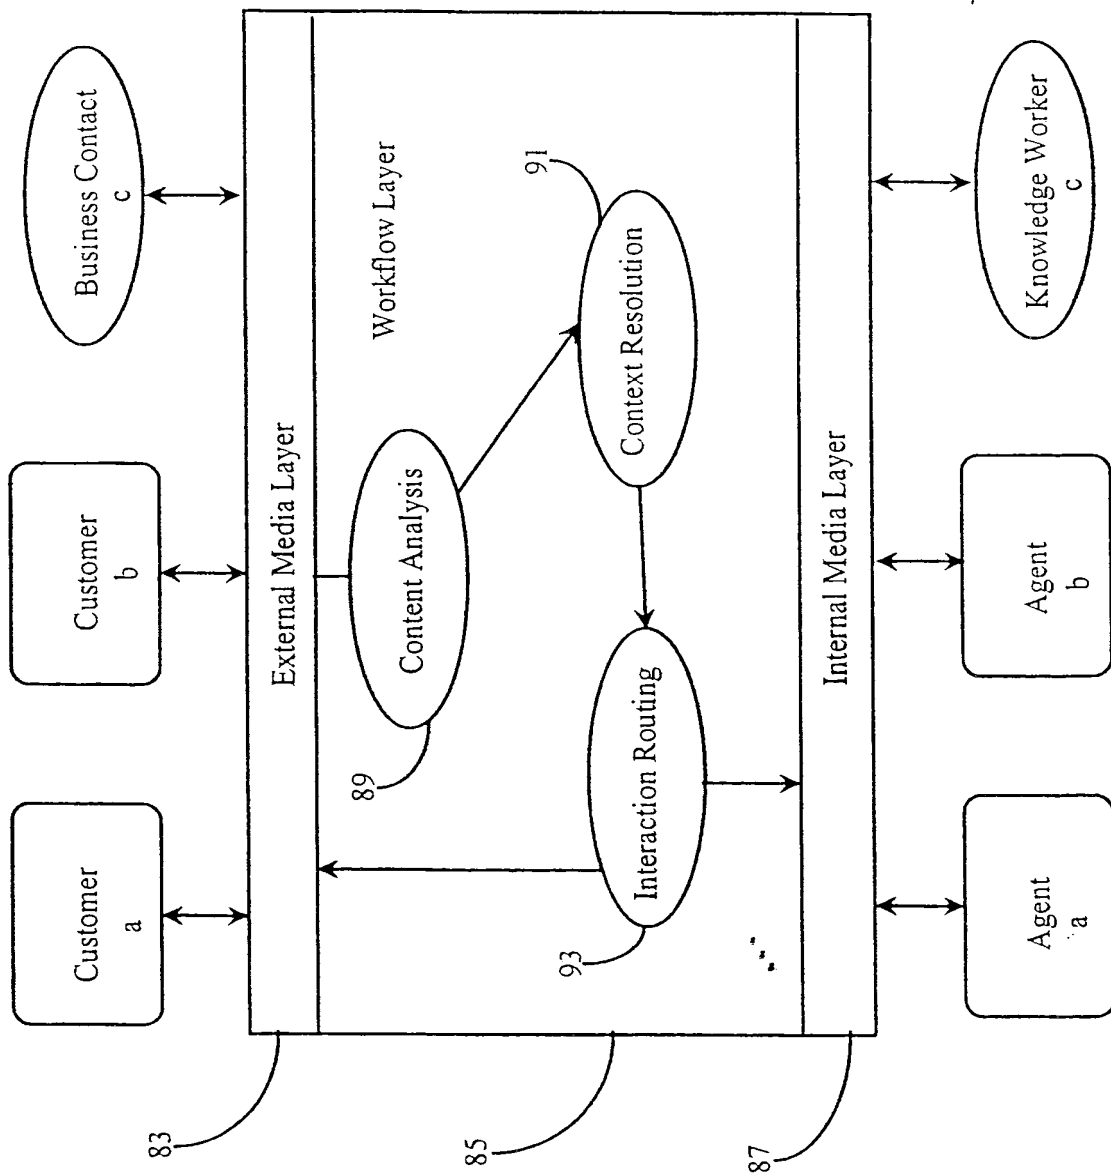 Customer
a
Customer
b
Business Contact
c
83
External Media Layer
Workflow Layer
89
Content Analysis
91
Context Resolution
85
93
Interaction Routing
87
Internal Media Layer
Agent
a
Agent
b
Knowledge Worker
c